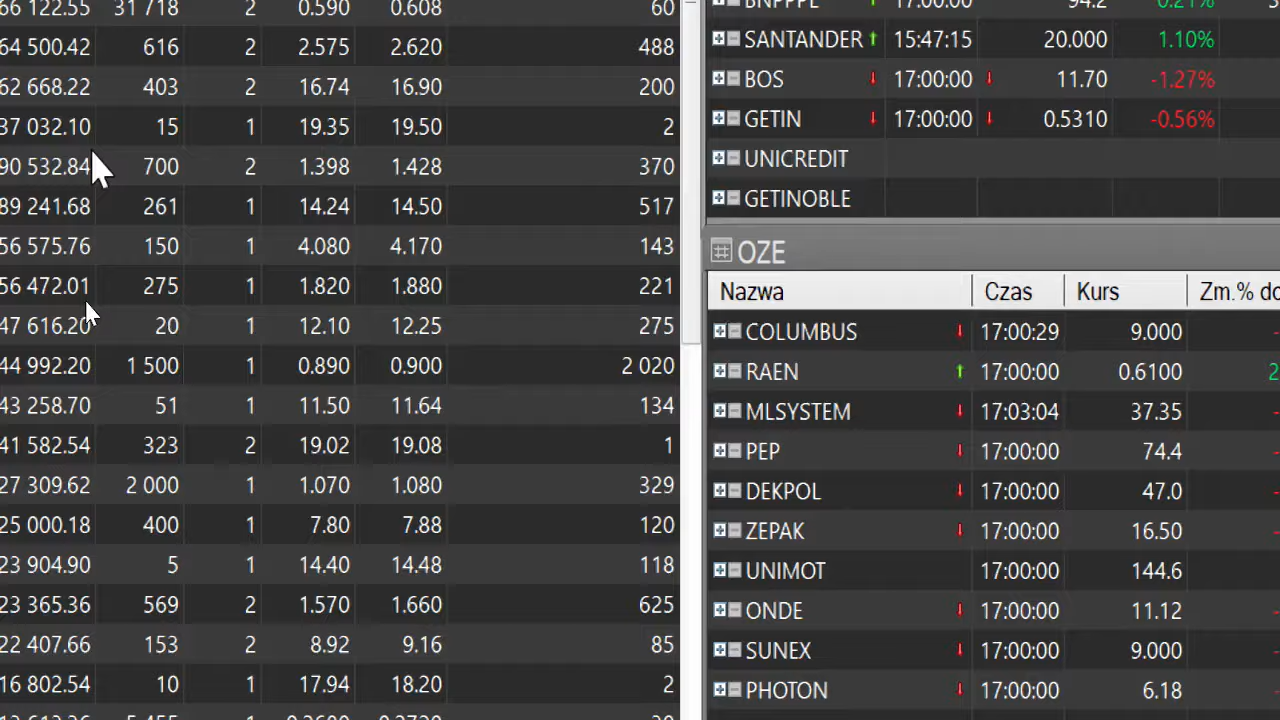 66 122.55 31 718 2 0.590 0.608 60
64 500.42 616 2 2.575 2.620 488
62 668.22 403 2 16.74 16.90 200
37 032.10 15 1 19.35 19.50 2
90 532.84 700 2 1.398 1.428 370
89 241.68 261 1 14.24 14.50 517
56 575.76 150 1 4.080 4.170 143
56 472.01 275 1 1.820 1.880 221
47 616.20 20 1 12.10 12.25 275
44 992.20 1 500 1 0.890 0.900 2 020
43 258.70 51 1 11.50 11.64 134
41 582.54 323 2 19.02 19.08 1
27 309.62 2 000 1 1.070 1.080 329
25 000.18 400 1 7.80 7.88 120
23 904.90 5 1 14.40 14.48 118
23 365.36 569 2 1.570 1.660 625
22 407.66 153 2 8.92 9.16 85
16 802.54 10 1 17.94 18.20 2
BNPPPL 17:00:00 94.2 0.21%
SANTANDER 15:47:15 20.000 1.10%
BOS 17:00:00 11.70 -1.27%
GETIN 17:00:00 0.5310 -0.56%
UNICREDIT
GETINOBLE
OZE
Nazwa Czas Kurs Zm.% do
COLUMBUS 17:00:29 9.000
RAEN 17:00:00 0.6100 2
MLSYSTEM 17:03:04 37.35
PEP 17:00:00 74.4
DEKPOL 17:00:00 47.0
ZEPAK 17:00:00 16.50
UNIMOT 17:00:00 144.6
ONDE 17:00:00 11.12
SUNEX 17:00:00 9.000
PHOTON 17:00:00 6.18